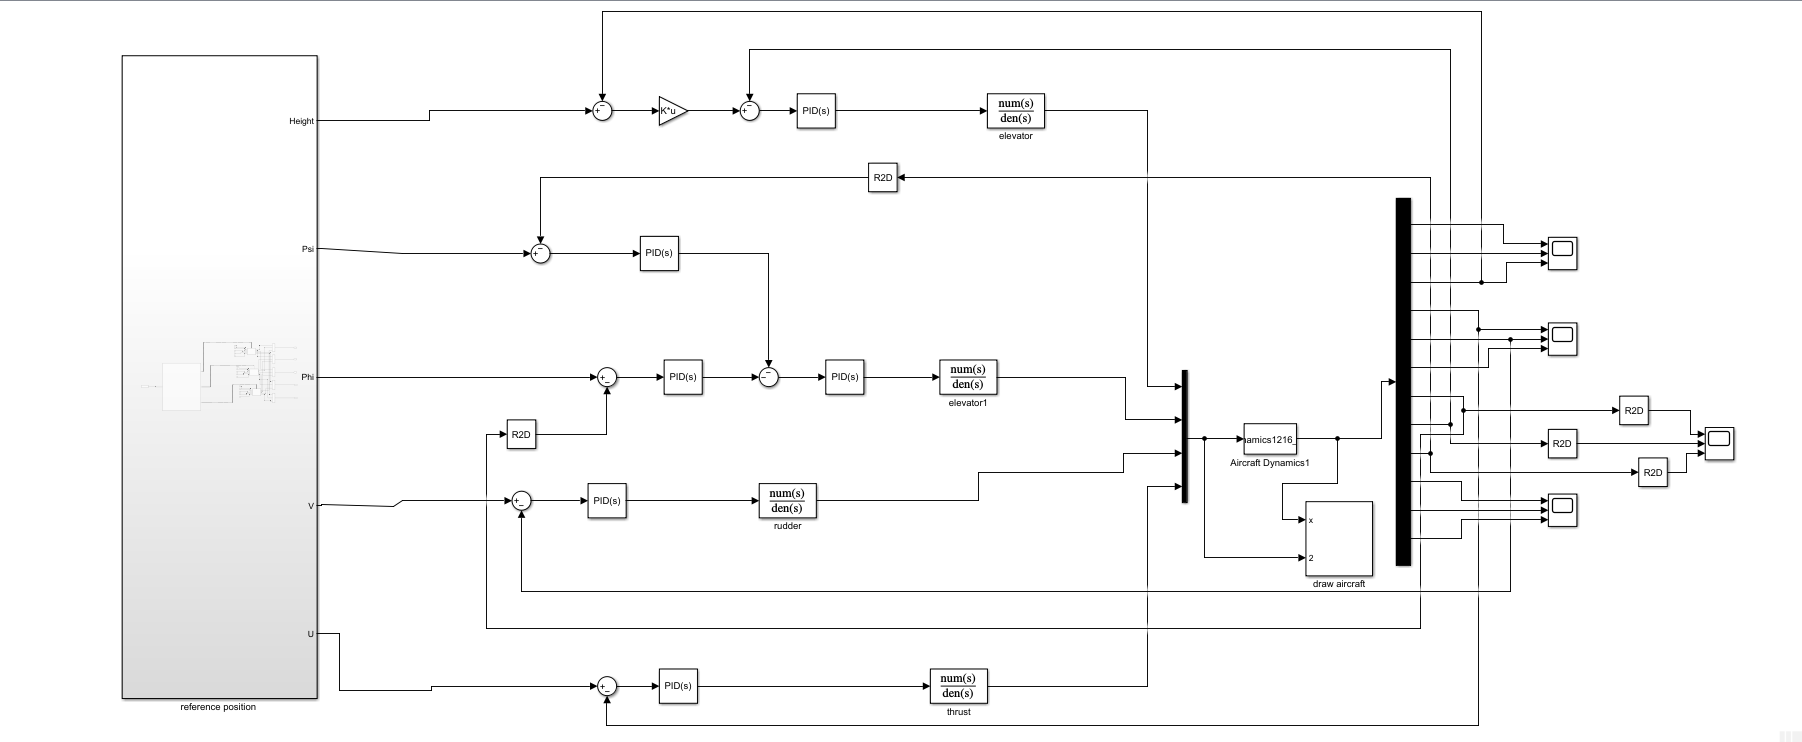 Height
K*u
PID(s)
num(s)
den(s)
elevator
R2D
Psi
PID(s)
Phi
PID(s)
PID(s)
num(s)
den(s)
elevator1
R2D
R2D
R2D
R2D
namics1216_
Aircraft Dynamics1
V
PID(s)
num(s)
den(s)
rudder
x
2
draw aircraft
U
PID(s)
num(s)
den(s)
thrust
reference position